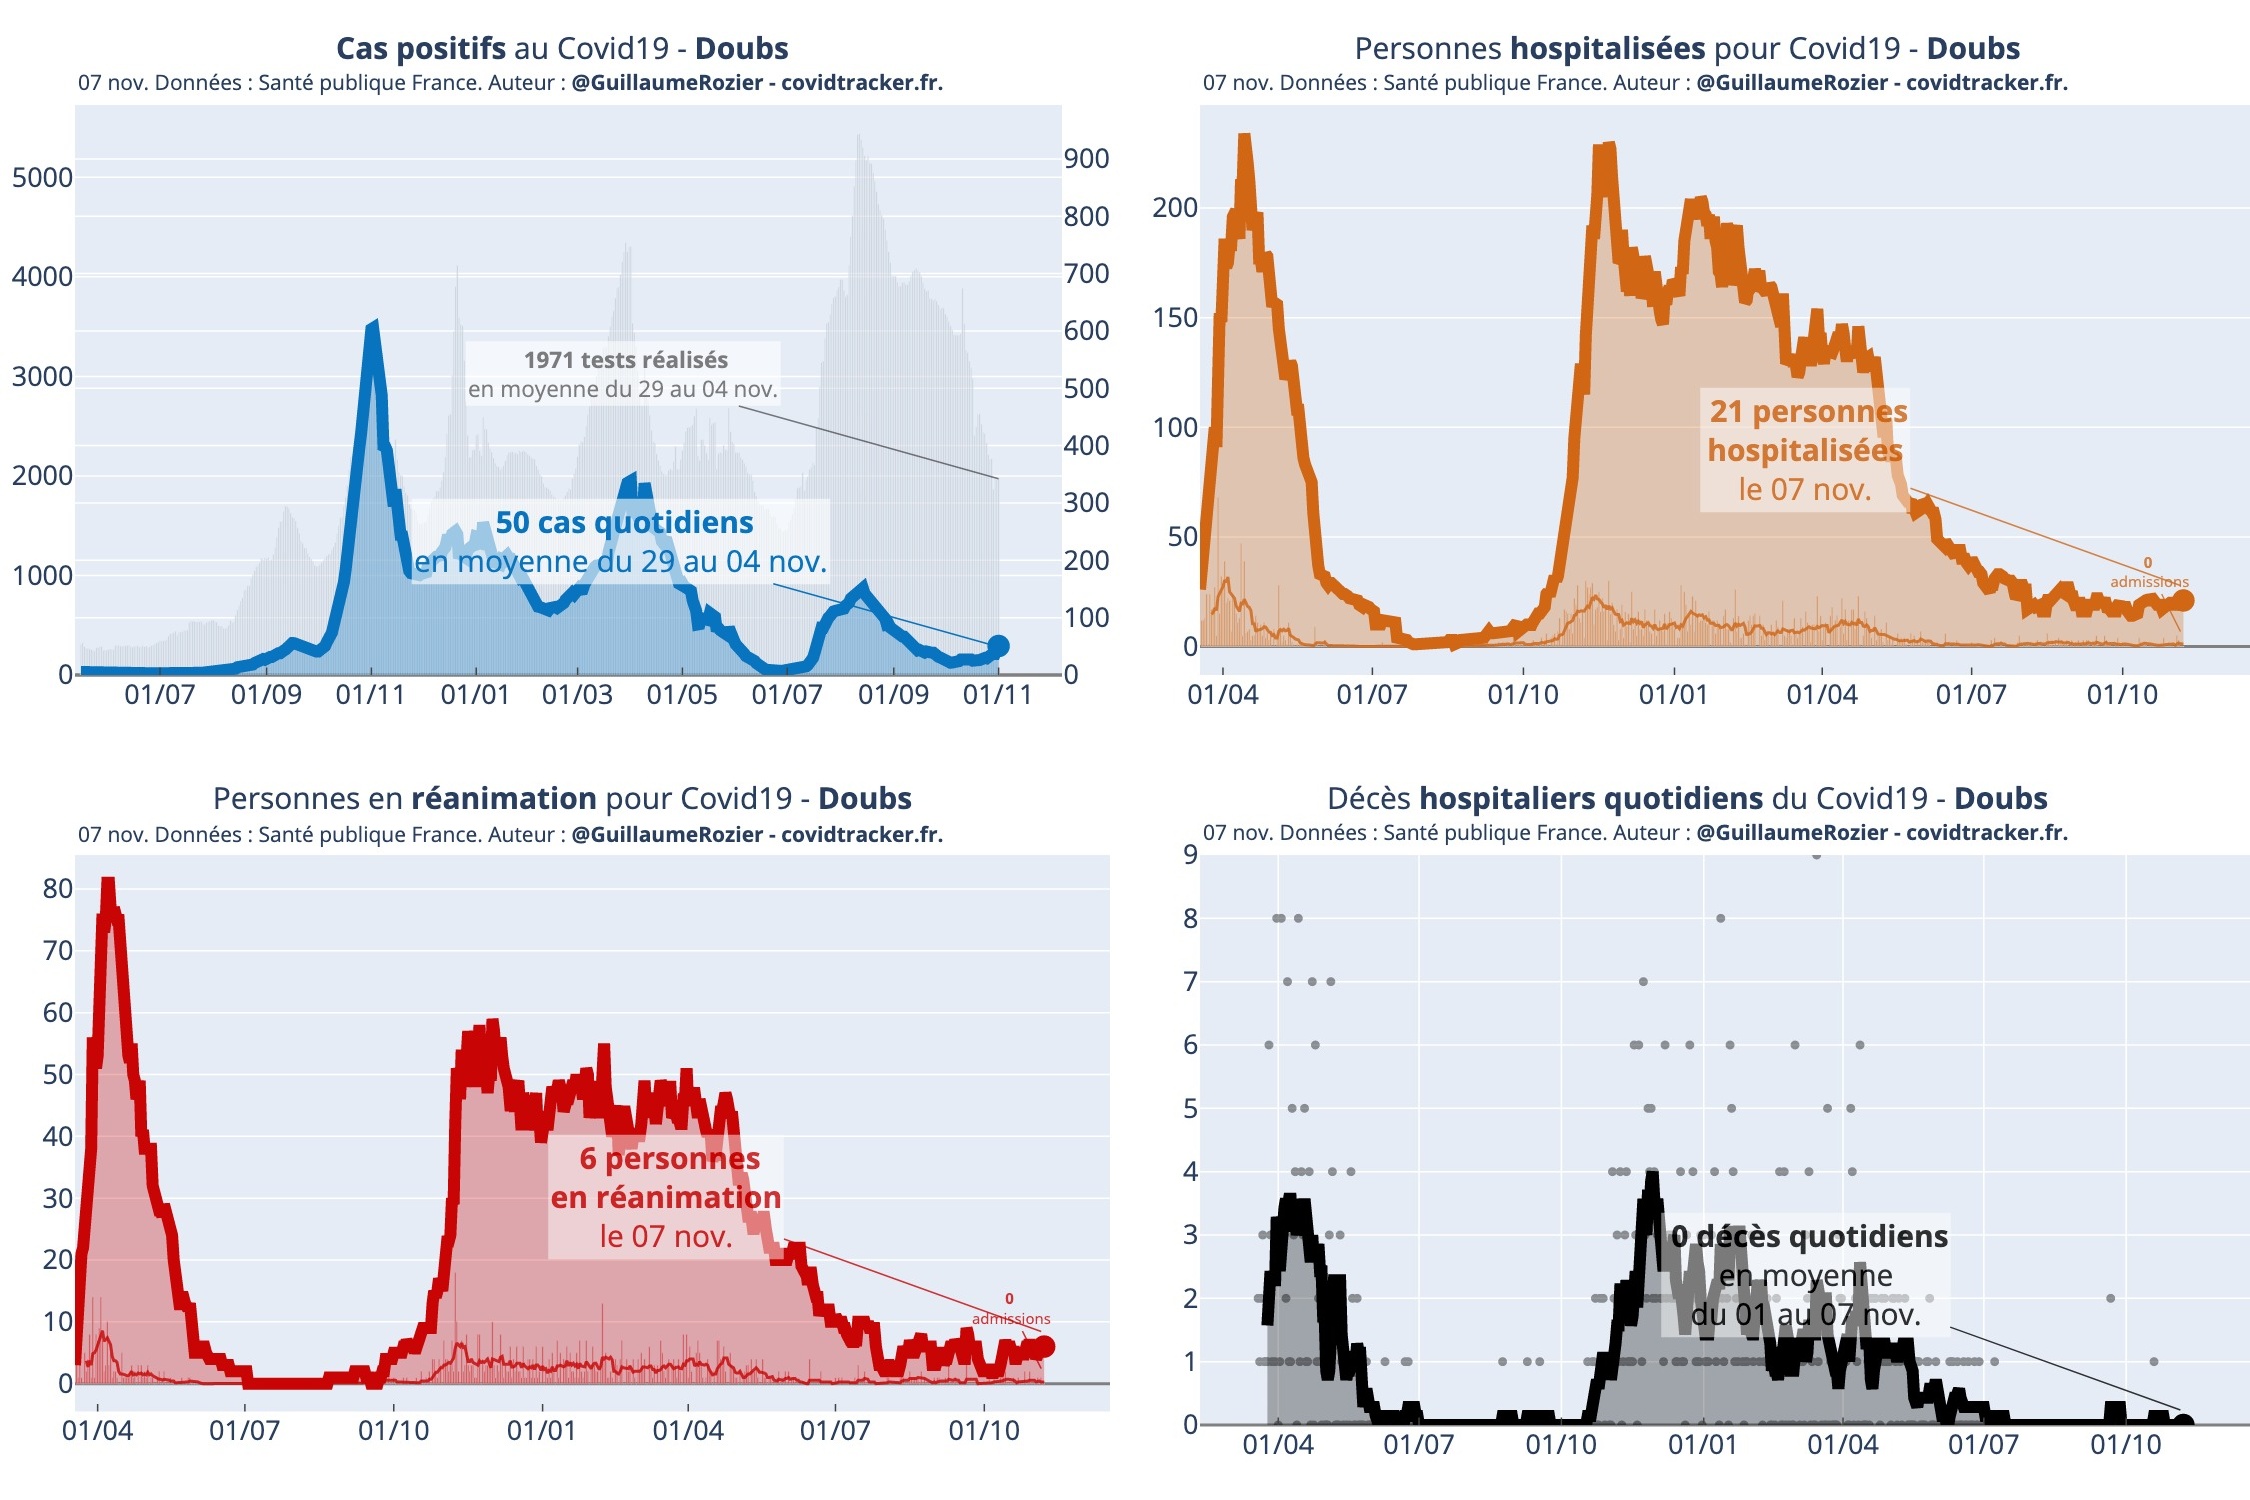 Cas positifs au Covid19 - Doubs
07 nov. Données : Santé publique France. Auteur : @GuillaumeRozier - covidtracker.fr.
5000
4000
3000
2000
1000
0
900
800
700
600
500
400
300
200
100
0
1971 tests réalisés
en moyenne du 29 au 04 nov.
50 cas quotidiens
en moyenne du 29 au 04 nov.
01/07 01/09 01/11 01/01 01/03 01/05 01/07 01/09 01/11
Personnes hospitalisées pour Covid19 - Doubs
07 nov. Données : Santé publique France. Auteur : @GuillaumeRozier - covidtracker.fr.
200
150
100
50
0
21 personnes
hospitalisées
le 07 nov.
0
admissions
01/04 01/07 01/10 01/01 01/04 01/07 01/10
Personnes en réanimation pour Covid19 - Doubs
07 nov. Données : Santé publique France. Auteur : @GuillaumeRozier - covidtracker.fr.
80
70
60
50
40
30
20
10
0
6 personnes
en réanimation
le 07 nov.
0
admissions
01/04 01/07 01/10 01/01 01/04 01/07 01/10
Décès hospitaliers quotidiens du Covid19 - Doubs
07 nov. Données : Santé publique France. Auteur : @GuillaumeRozier - covidtracker.fr.
9
8
7
6
5
4
3
2
1
0
0 décès quotidiens
en moyenne
du 01 au 07 nov.
01/04 01/07 01/10 01/01 01/04 01/07 01/10